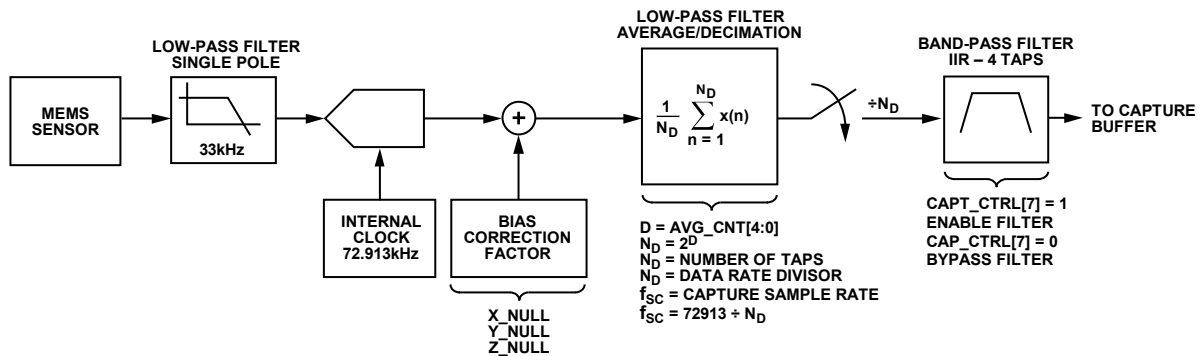 MEMS
SENSOR
LOW-PASS FILTER
SINGLE POLE
33kHz
INTERNAL
CLOCK
72.913kHz
+
BIAS
CORRECTION
FACTOR
X_NULL
Y_NULL
Z_NULL
LOW-PASS FILTER
AVERAGE/DECIMATION
1
N_D
N_D
∑ x(n)
n = 1
D = AVG_CNT[4:0]
N_D = 2^D
N_D = NUMBER OF TAPS
N_D = DATA RATE DIVISOR
f_SC = CAPTURE SAMPLE RATE
f_SC = 72913 ÷ N_D
÷N_D
BAND-PASS FILTER
IIR – 4 TAPS
CAPT_CTRL[7] = 1
ENABLE FILTER
CAP_CTRL[7] = 0
BYPASS FILTER
TO CAPTURE
BUFFER